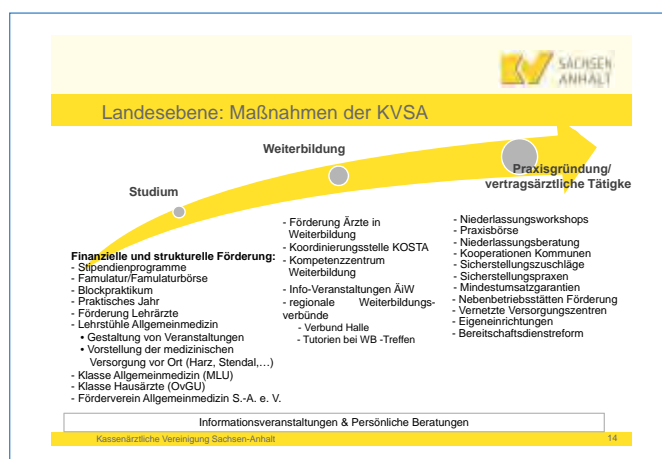 SACHSEN
ANHALT
Landesebene: Maßnahmen der KVSA
Studium
Weiterbildung
Praxisgründung/
vertragsärztliche Tätigke
Finanzielle und strukturelle Förderung:
- Stipendienprogramme
- Famulatur/Famulaturbörse
- Blockpraktikum
- Praktisches Jahr
- Förderung Lehrärzte
- Lehrstühle Allgemeinmedizin
• Gestaltung von Veranstaltungen
• Vorstellung der medizinischen
Versorgung vor Ort (Harz, Stendal,…)
- Klasse Allgemeinmedizin (MLU)
- Klasse Hausärzte (OvGU)
- Förderverein Allgemeinmedizin S.-A. e. V.
- Förderung Ärzte in
Weiterbildung
- Koordinierungsstelle KOSTA
- Kompetenzzentrum
Weiterbildung
- Info-Veranstaltungen ÄiW
- regionale Weiterbildungs-
verbünde
- Verbund Halle
- Tutorien bei WB -Treffen
- Niederlassungsworkshops
- Praxisbörse
- Niederlassungsberatung
- Kooperationen Kommunen
- Sicherstellungszuschläge
- Sicherstellungspraxen
- Mindestumsatzgarantien
- Nebenbetriebsstätten Förderung
- Vernetzte Versorgungszentren
- Eigeneinrichtungen
- Bereitschaftsdienstreform
Informationsveranstaltungen & Persönliche Beratungen
Kassenärztliche Vereinigung Sachsen-Anhalt
14